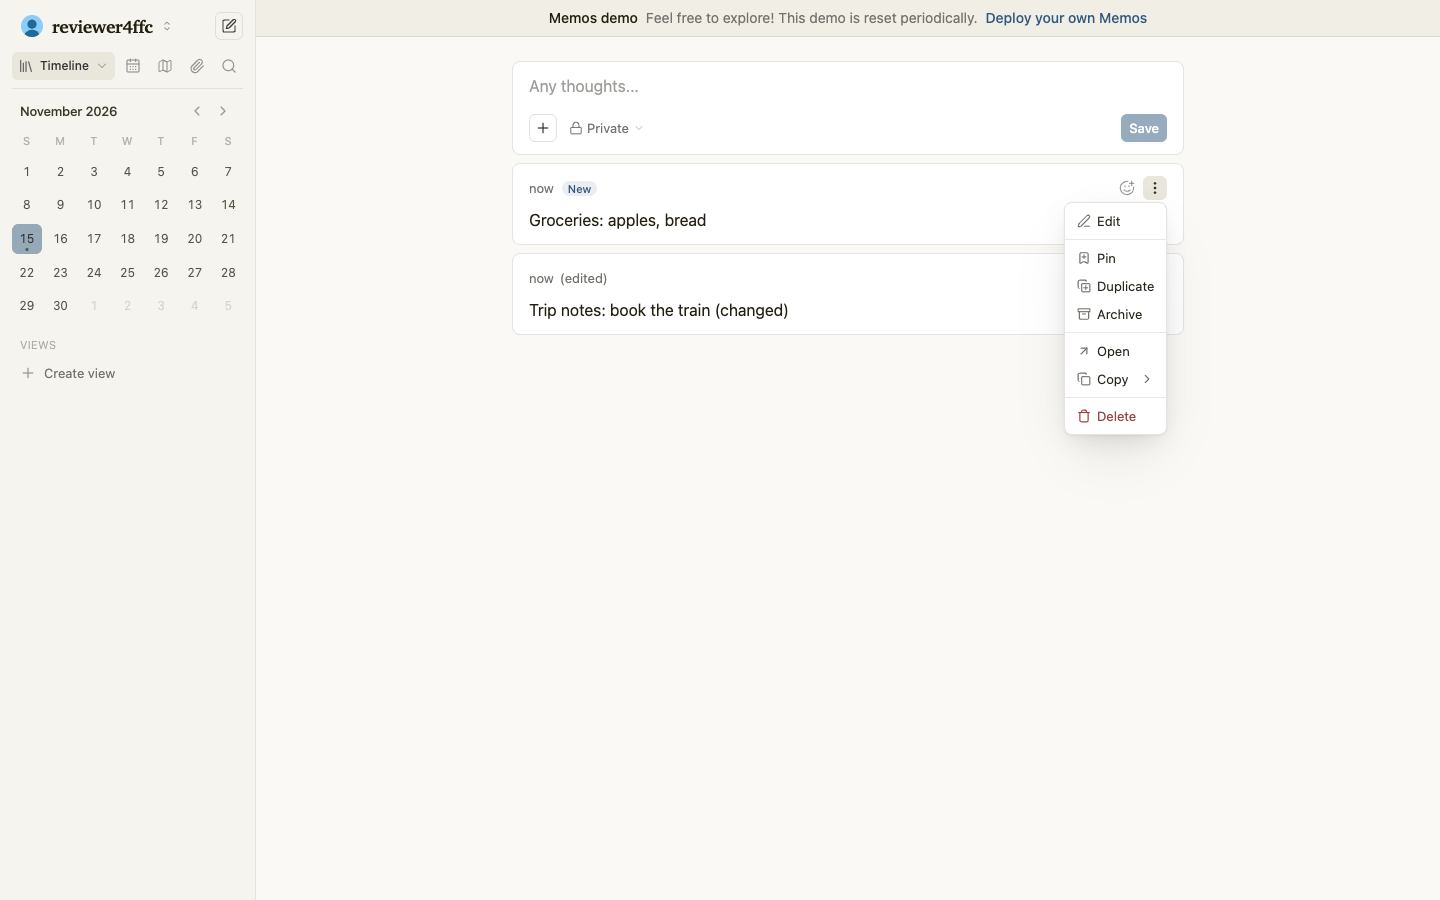 reviewer4ffc
Memos demo Feel free to explore! This demo is reset periodically. Deploy your own Memos
Timeline
November 2026
S M T W T F S
1 2 3 4 5 6 7
8 9 10 11 12 13 14
15 16 17 18 19 20 21
22 23 24 25 26 27 28
29 30 1 2 3 4 5
VIEWS
Create view
Any thoughts...
Private
Save
now New
Groceries: apples, bread
now (edited)
Trip notes: book the train (changed)
Edit
Pin
Duplicate
Archive
Open
Copy
Delete